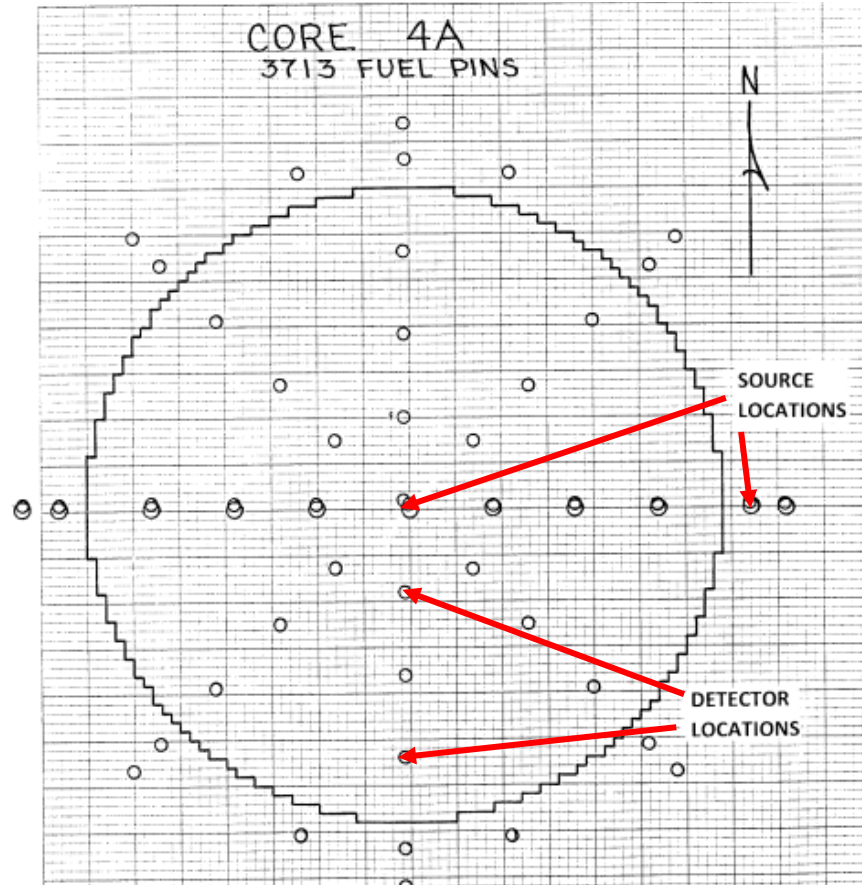 CORE 4A
3713 FUEL PINS
N
SOURCE
LOCATIONS
DETECTOR
LOCATIONS